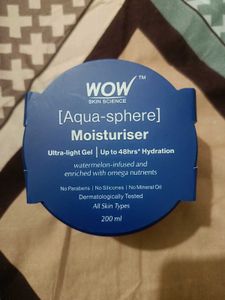 WOW™
SKIN SCIENCE
[Aqua-sphere]
Moisturiser
Ultra-light Gel | Up to 48hrs* Hydration
watermelon-infused and
enriched with omega nutrients
No Parabens | No Silicones | No Mineral Oil
Dermatologically Tested
All Skin Types
200 ml